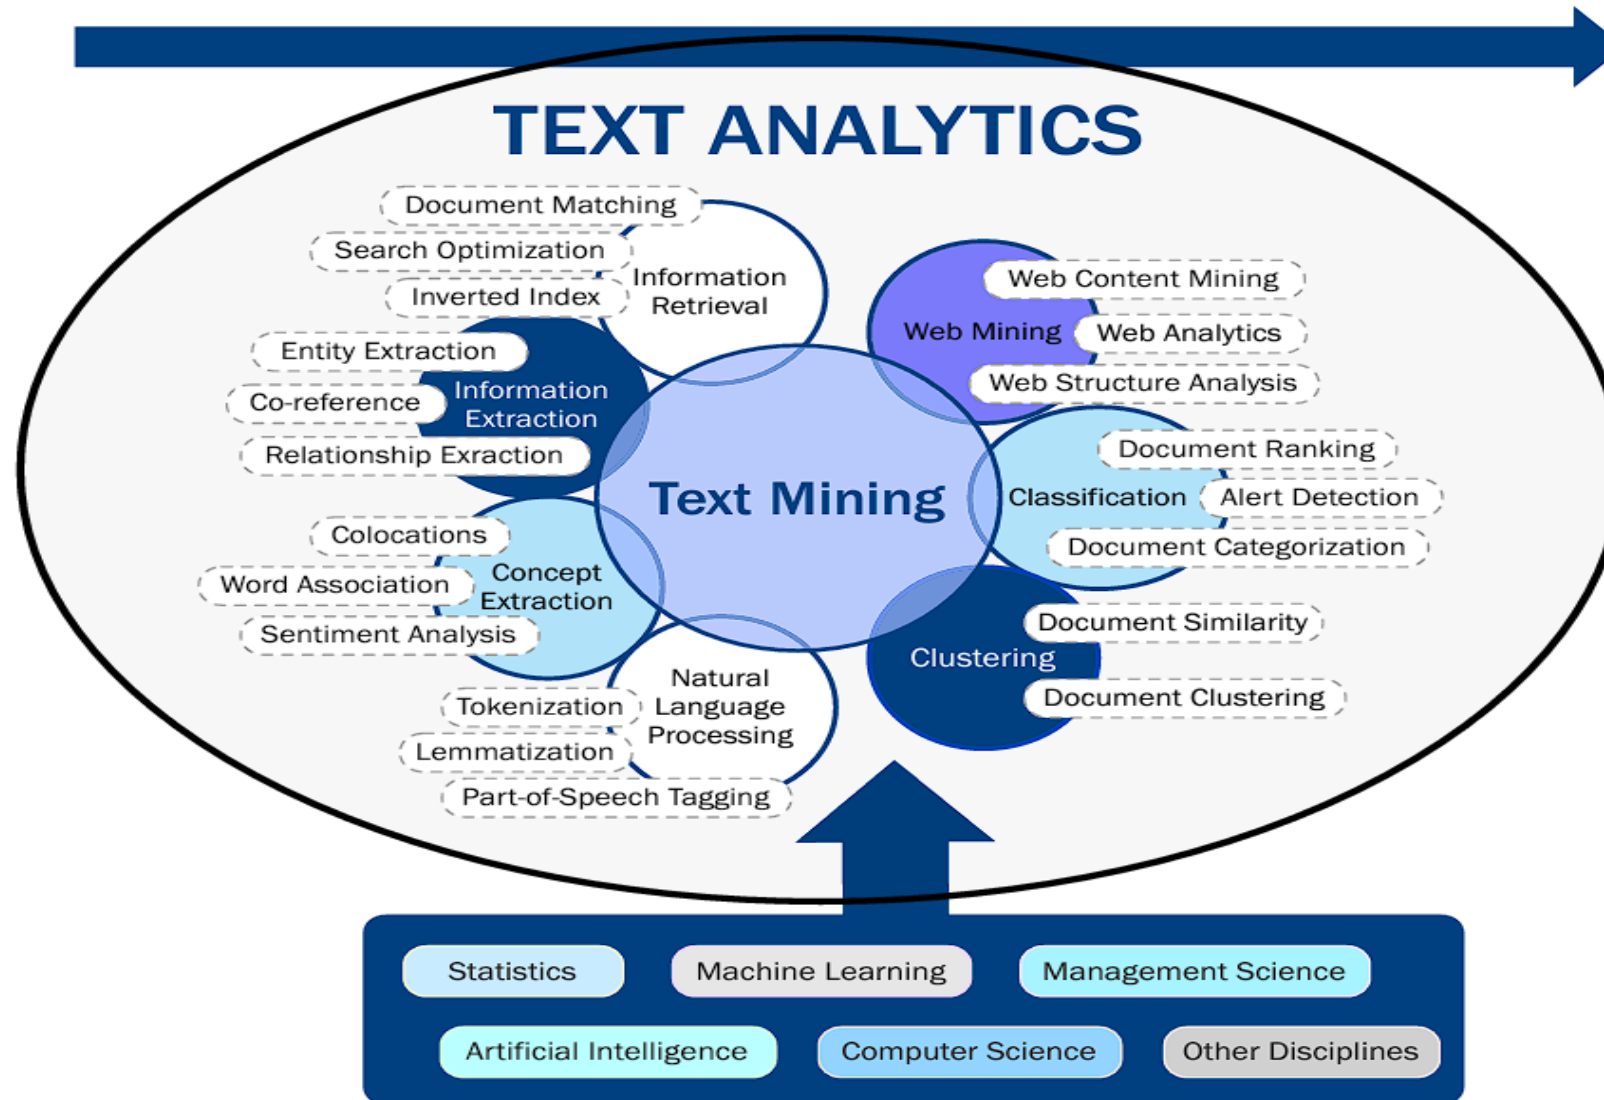 TEXT ANALYTICS
Document Matching
Search Optimization
Inverted Index
Information
Retrieval
Entity Extraction
Co-reference
Relationship Exraction
Information
Extraction
Colocations
Word Association
Sentiment Analysis
Concept
Extraction
Tokenization
Lemmatization
Part-of-Speech Tagging
Natural
Language
Processing
Text Mining
Web Mining
Web Content Mining
Web Analytics
Web Structure Analysis
Classification
Document Ranking
Alert Detection
Document Categorization
Clustering
Document Similarity
Document Clustering
Statistics
Machine Learning
Management Science
Artificial Intelligence
Computer Science
Other Disciplines